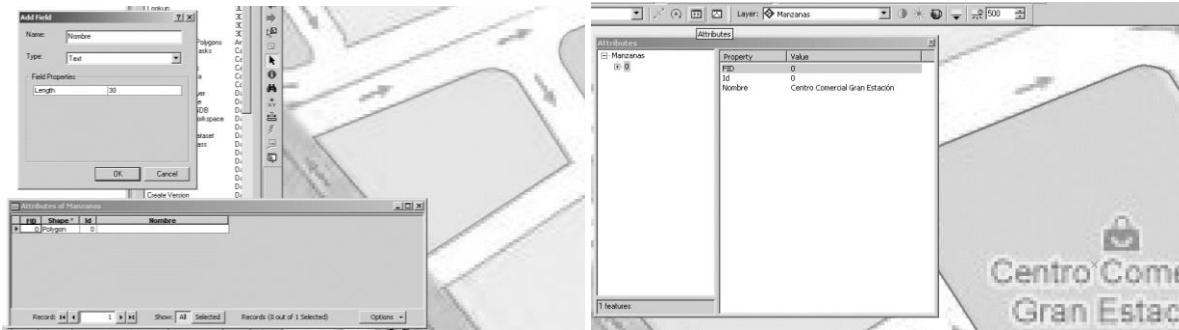 Add Field
Name: Nombre
Type: Text
Field Properties
Length 30
OK Cancel
Create Version
Attributes of Manzanas
FID Shape * Id Nombre
0 Polygon 0
Record: 1 Show: All Selected Records (0 out of 1 Selected) Options
Layer: Manzanas 500
Attributes
Attributes
Manzanas
0
Property Value
FID 0
Id 0
Nombre Centro Comercial Gran Estación
1 features
Centro Come
Gran Estac